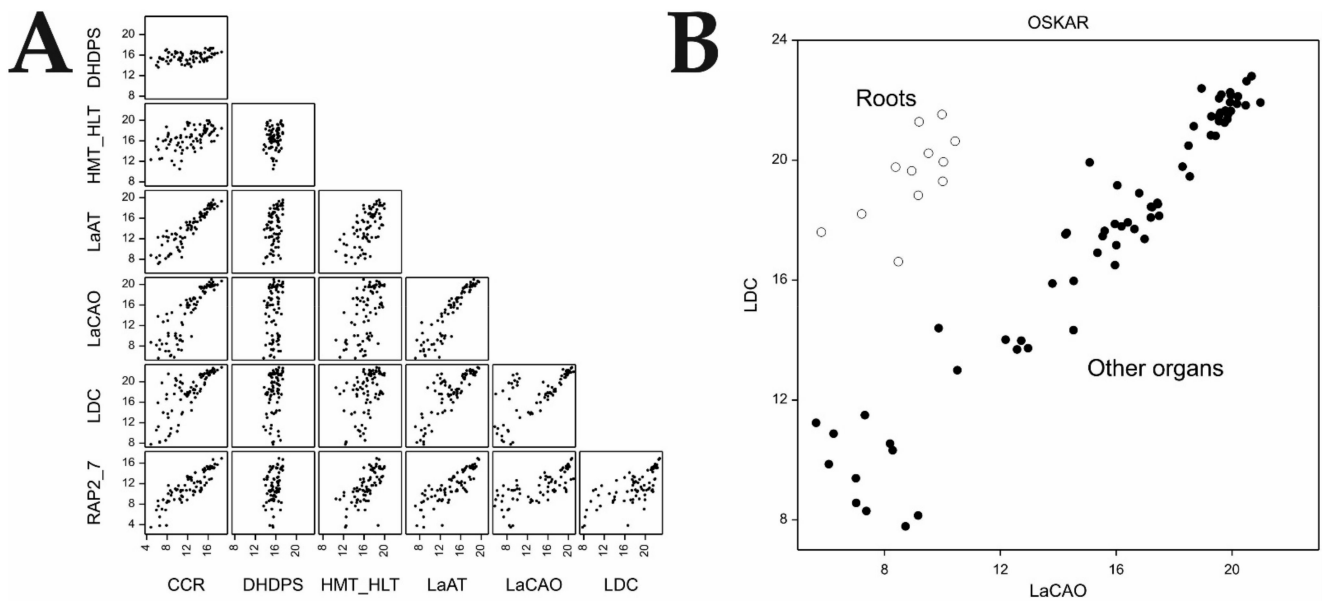 A
DHDPS
20
16
12
8
HMT_HLT
20
16
12
8
LaAT
20
16
12
8
LaCAO
20
16
12
8
LDC
20
16
12
8
RAP2_7
16
12
8
4
4 8 12 16 8 12 16 20 8 12 16 20 8 12 16 20 8 12 16 20 8 12 16 20
CCR DHDPS HMT_HLT LaAT LaCAO LDC
B
OSKAR
24
20
16
12
8
LDC
Roots
Other organs
8 12 16 20
LaCAO